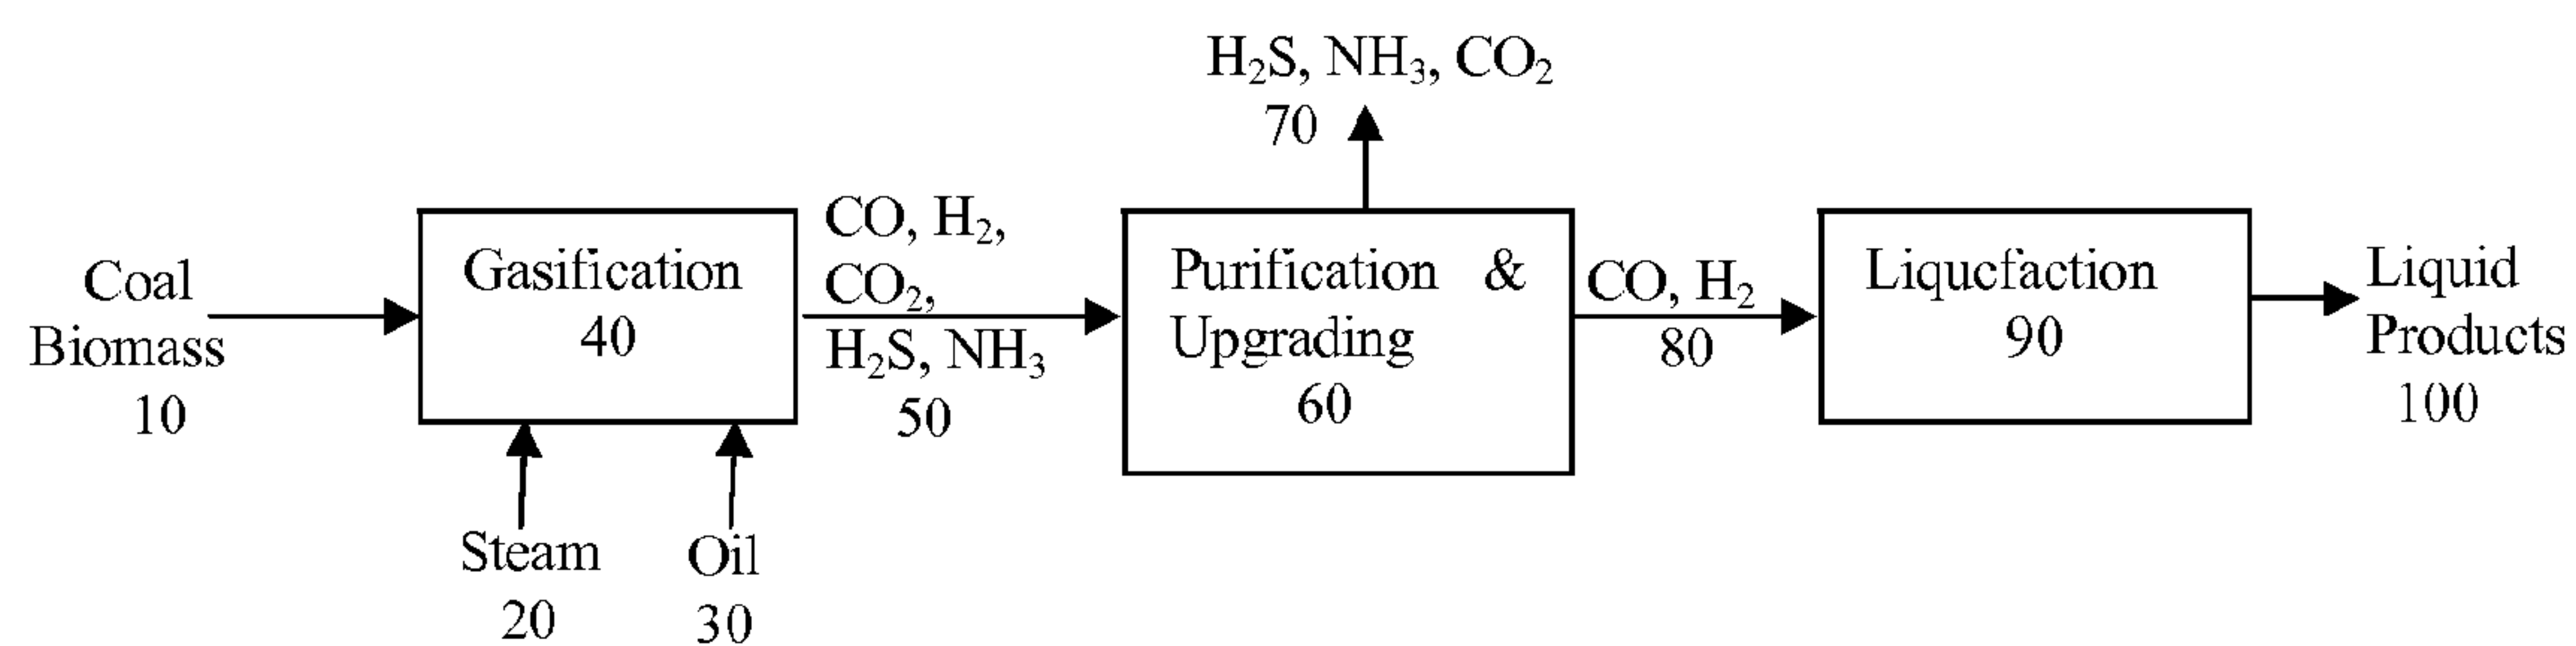 H₂S, NH₃, CO₂
70
Coal
Biomass
10
Gasification
40
Steam
20
Oil
30
CO, H₂,
CO₂,
H₂S, NH₃
50
Purification &
Upgrading
60
CO, H₂
80
Liqucfaction
90
Liquid
Products
100